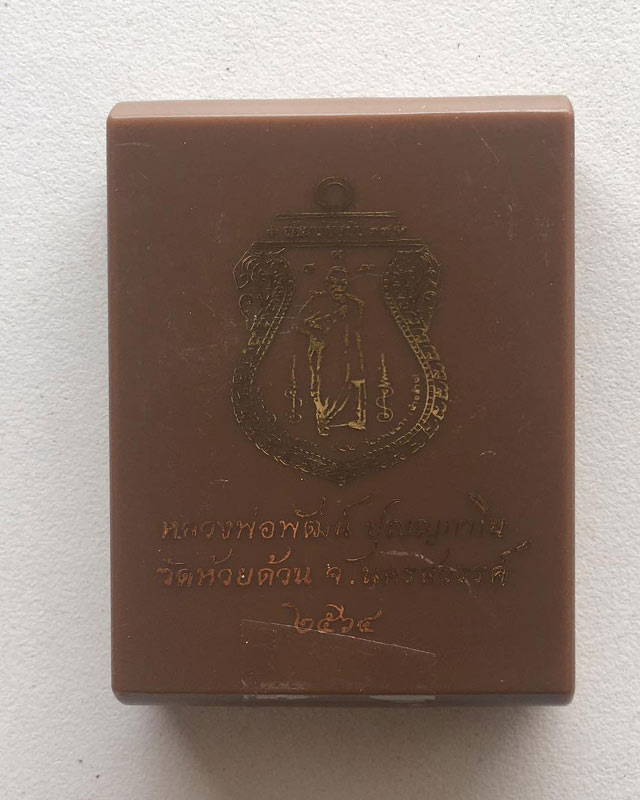 หลวงพ่อพัฒน์ ปุญญกาโม
วัดห้วยด้วน จ.นครสวรรค์
๒๕๖๔